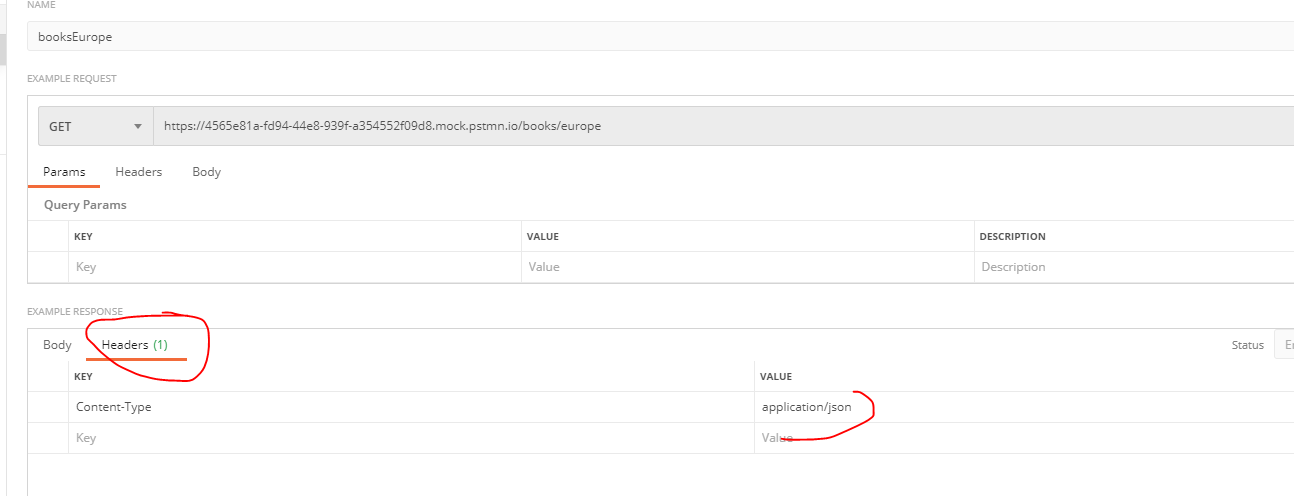 NAME
booksEurope
EXAMPLE REQUEST
GET https://4565e81a-fd94-44e8-939f-a354552f09d8.mock.pstmn.io/books/europe
Params Headers Body
Query Params
KEY VALUE DESCRIPTION
Key Value Description
EXAMPLE RESPONSE
Body Headers (1) Status
KEY VALUE
Content-Type application/json
Key Value